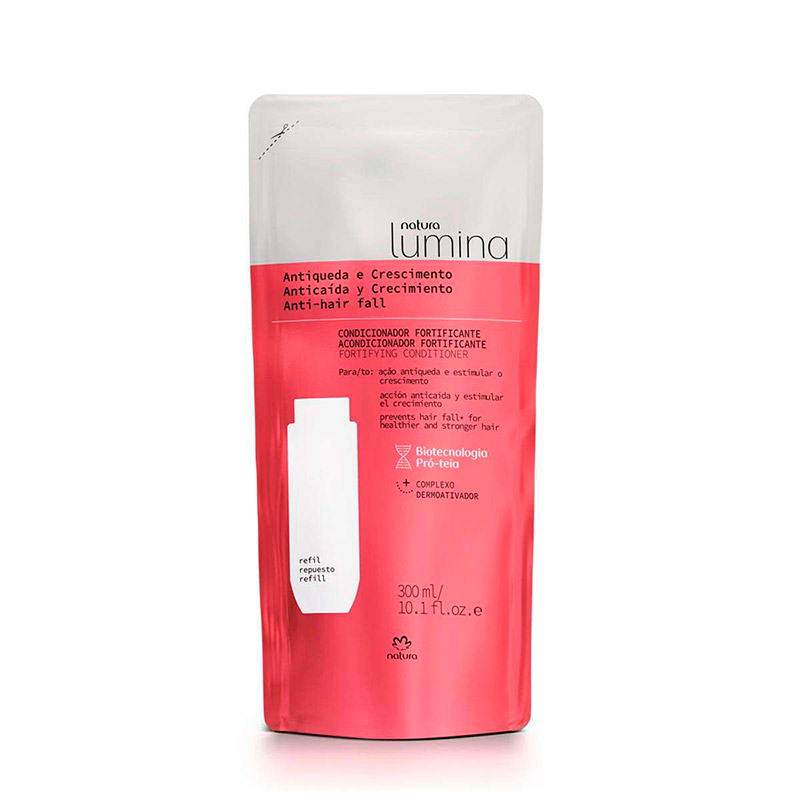 natura
lumina
Antiqueda e Crescimento
Anticaída y Crecimiento
Anti-hair fall
CONDICIONADOR FORTIFICANTE
ACONDICIONADOR FORTIFICANTE
FORTIFYING CONDITIONER
Para/to: ação antiqueda e estimular o
crescimento
acción anticaída y estimular
el crecimiento
prevents hair fall* for
healthier and stronger hair
Biotecnologia
Pró-teia
+ COMPLEXO
DERMOATIVADOR
refil
repuesto
refill
300 ml/
10.1 fl.oz.e
natura